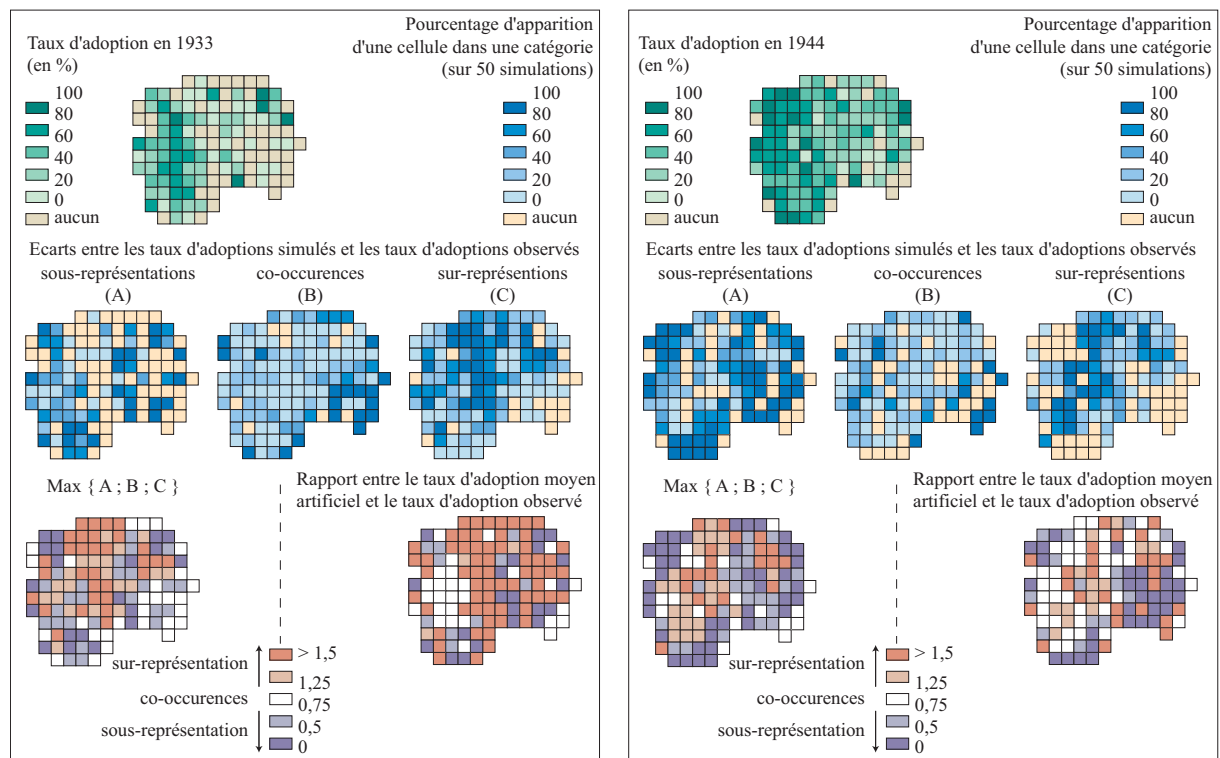 Taux d'adoption en 1933
(en %)
100
80
60
40
20
0
aucun
Pourcentage d'apparition
d'une cellule dans une catégorie
(sur 50 simulations)
100
80
60
40
20
0
aucun
Ecarts entre les taux d'adoptions simulés et les taux d'adoptions observés
sous-représentations
(A)
co-occurences
(B)
sur-représentions
(C)
Max { A ; B ; C }
Rapport entre le taux d'adoption moyen
artificiel et le taux d'adoption observé
sur-représentation
co-occurences
sous-représentation
> 1,5
1,25
0,75
0,5
0
Taux d'adoption en 1944
(en %)
100
80
60
40
20
0
aucun
Pourcentage d'apparition
d'une cellule dans une catégorie
(sur 50 simulations)
100
80
60
40
20
0
aucun
Ecarts entre les taux d'adoptions simulés et les taux d'adoptions observés
sous-représentations
(A)
co-occurences
(B)
sur-représentions
(C)
Max { A ; B ; C }
Rapport entre le taux d'adoption moyen
artificiel et le taux d'adoption observé
sur-représentation
co-occurences
sous-représentation
> 1,5
1,25
0,75
0,5
0